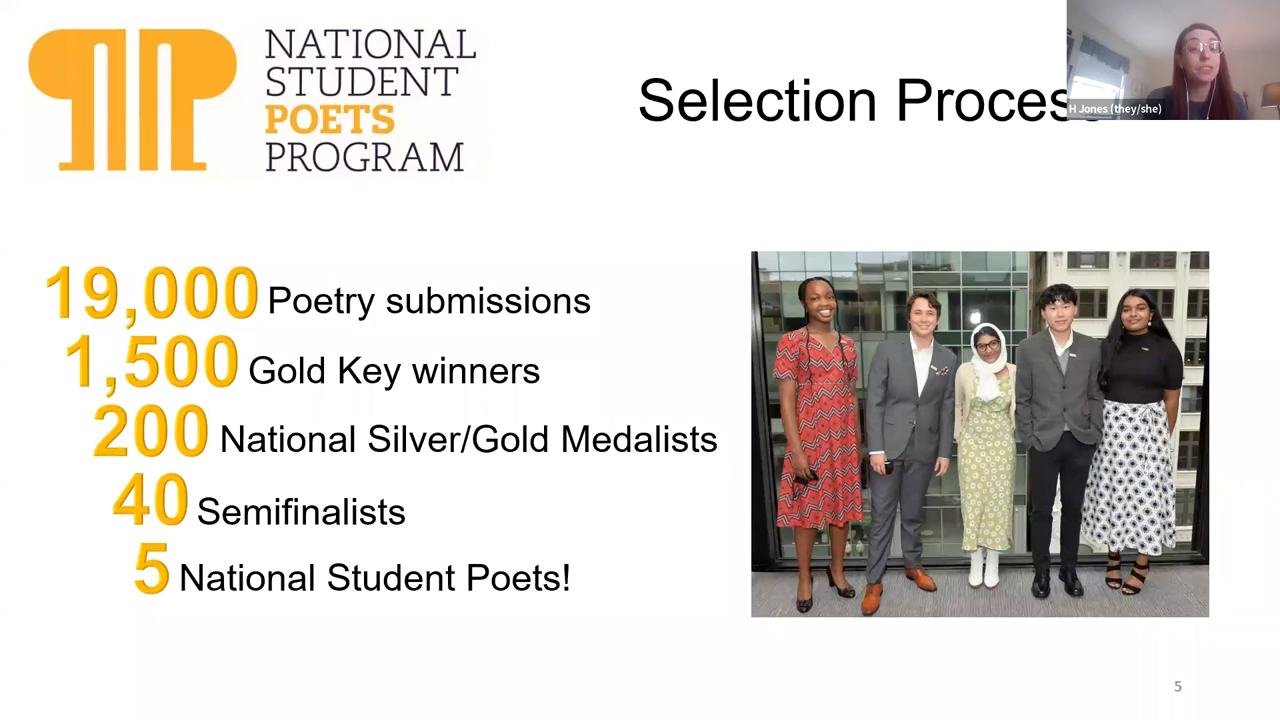 NATIONAL
STUDENT
POETS
PROGRAM
Selection Proces
H Jones (they/she)
19,000 Poetry submissions
1,500 Gold Key winners
200 National Silver/Gold Medalists
40 Semifinalists
5 National Student Poets!
5